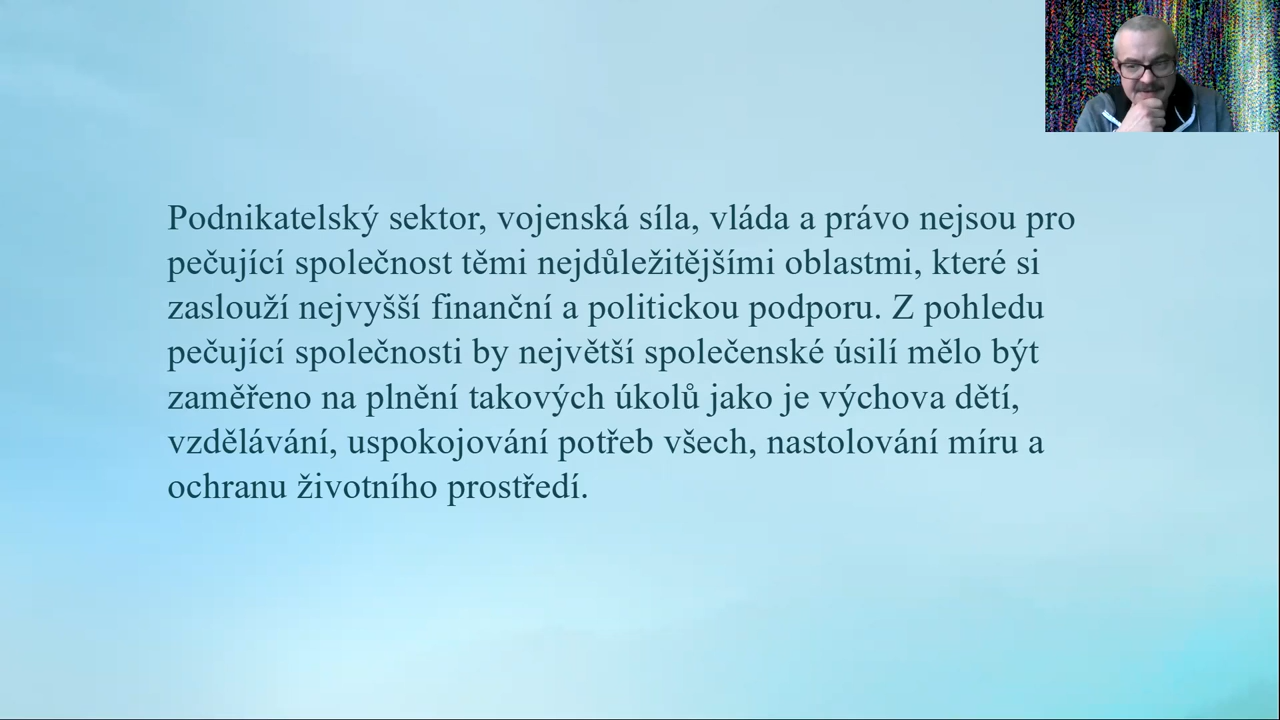 Podnikatelský sektor, vojenská síla, vláda a právo nejsou pro
pečující společnost těmi nejdůležitějšími oblastmi, které si
zaslouží nejvyšší finanční a politickou podporu. Z pohledu
pečující společnosti by největší společenské úsilí mělo být
zaměřeno na plnění takových úkolů jako je výchova dětí,
vzdělávání, uspokojování potřeb všech, nastolování míru a
ochranu životního prostředí.